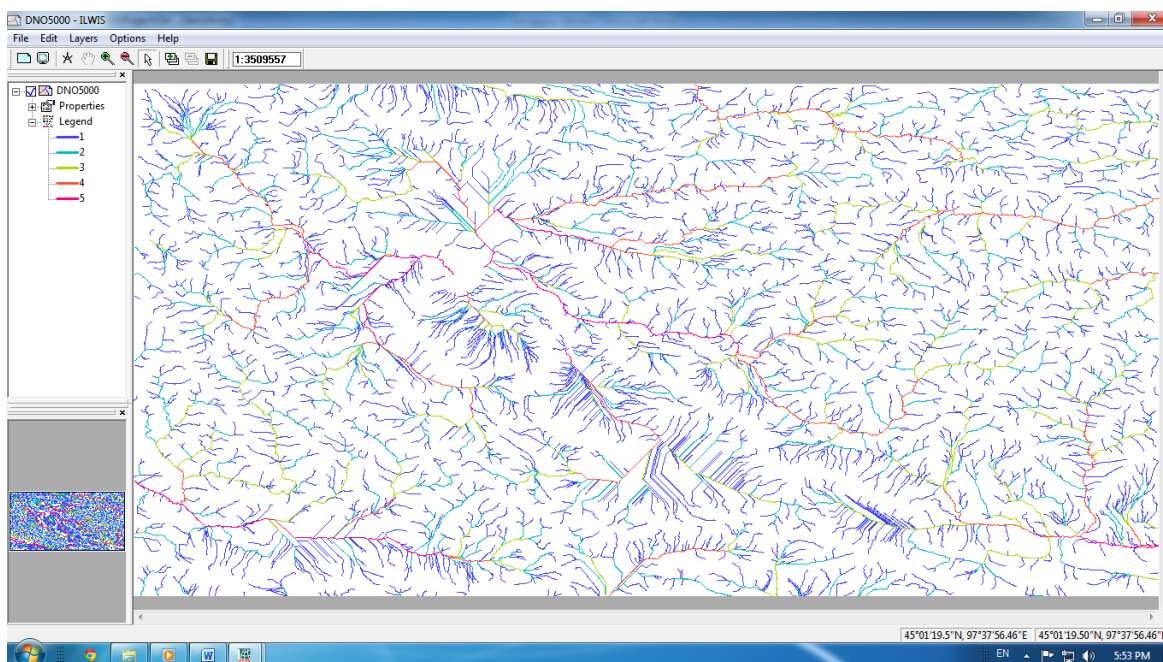 DNO5000 - ILWIS
File Edit Layers Options Help
1:3509557
DNO5000
Properties
Legend
1
2
3
4
5
45°01'19.5"N, 97°37'56.46"E 45°01'19.50"N, 97°37'56.46"E
EN 5:53 PM